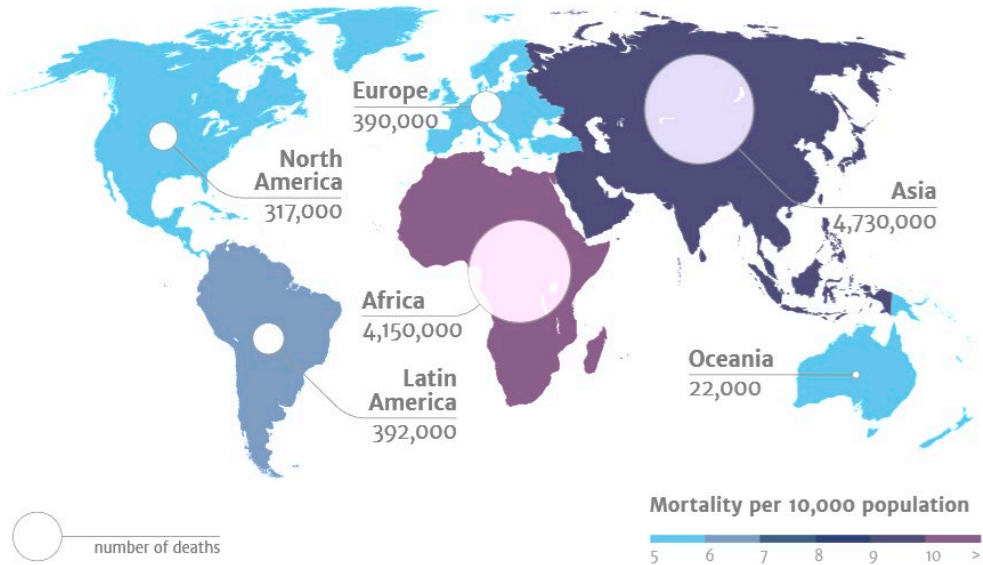 Europe
390,000
North
America
317,000
Asia
4,730,000
Africa
4,150,000
Oceania
22,000
Latin
America
392,000
Mortality per 10,000 population
number of deaths
5 6 7 8 9 10 >